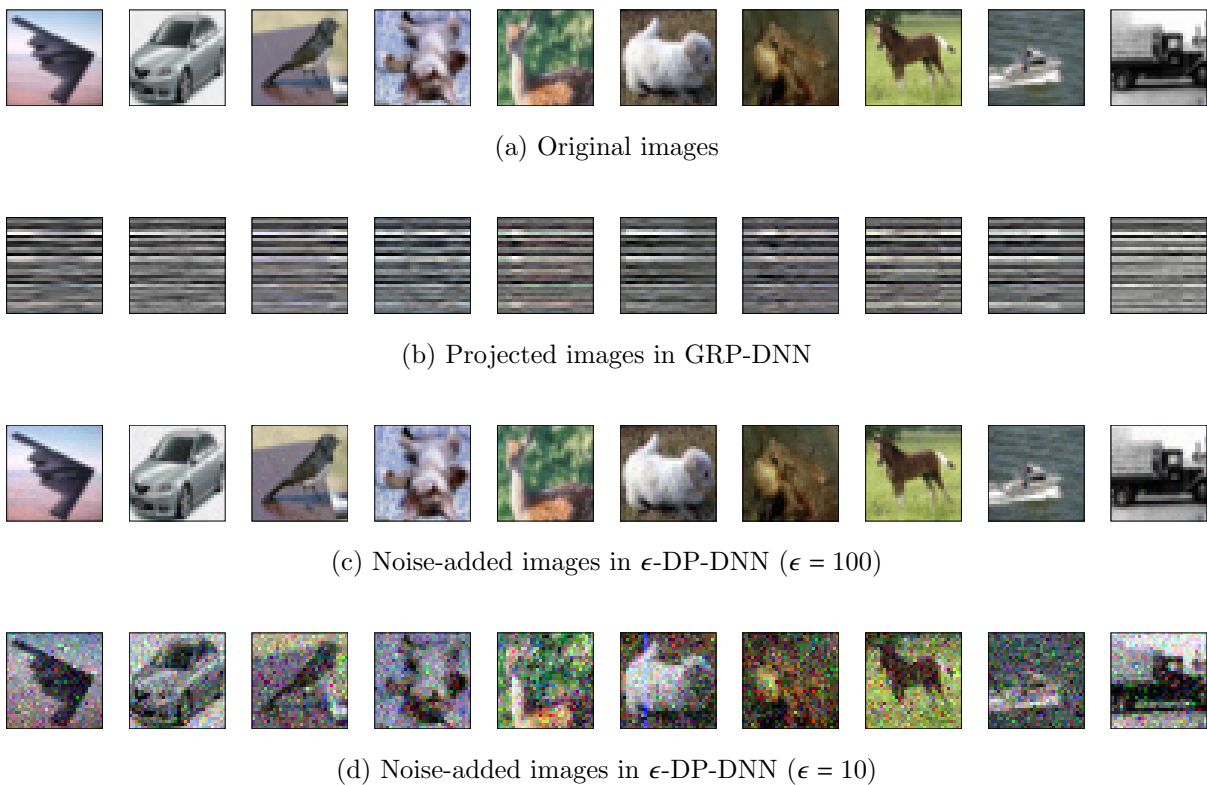 (a) Original images
(b) Projected images in GRP-DNN
(c) Noise-added images in ϵ-DP-DNN (ϵ = 100)
(d) Noise-added images in ϵ-DP-DNN (ϵ = 10)